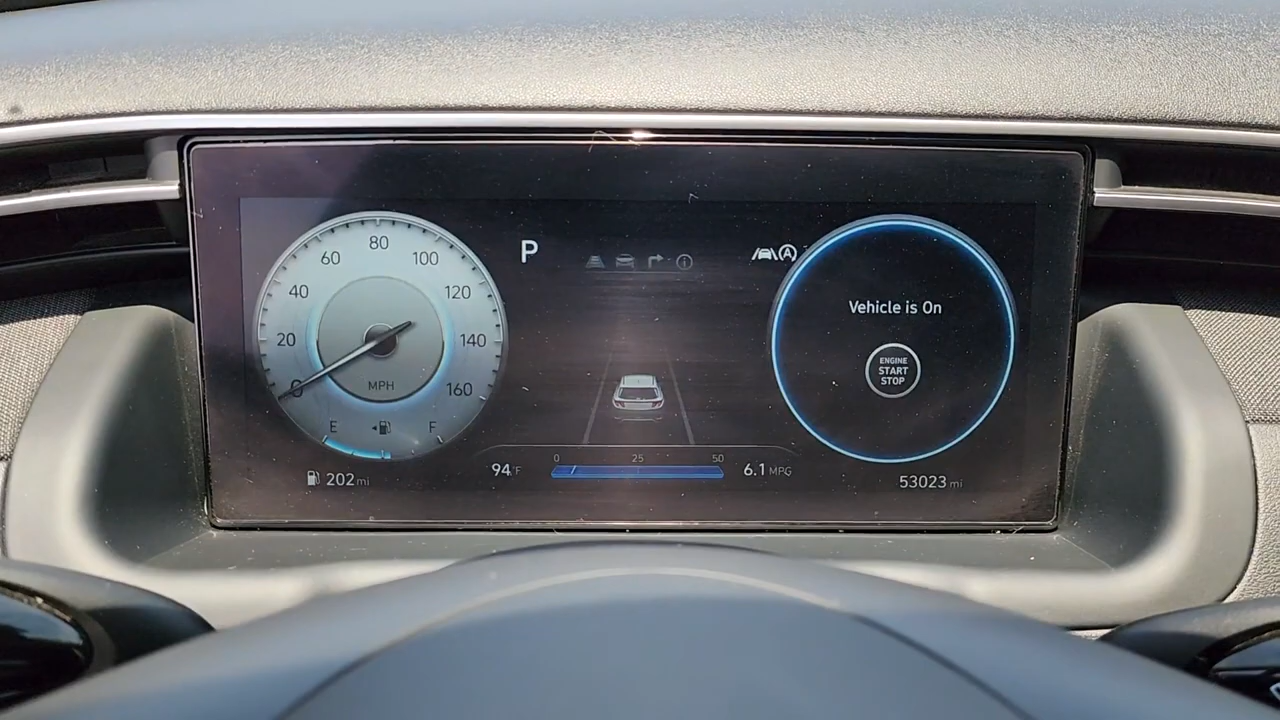 80
60 100
40 120
20 140
0 160
MPH
E F
202 mi
P
A
0 25 50
94 °F
6.1 MPG
Vehicle is On
ENGINE
START
STOP
53023 mi